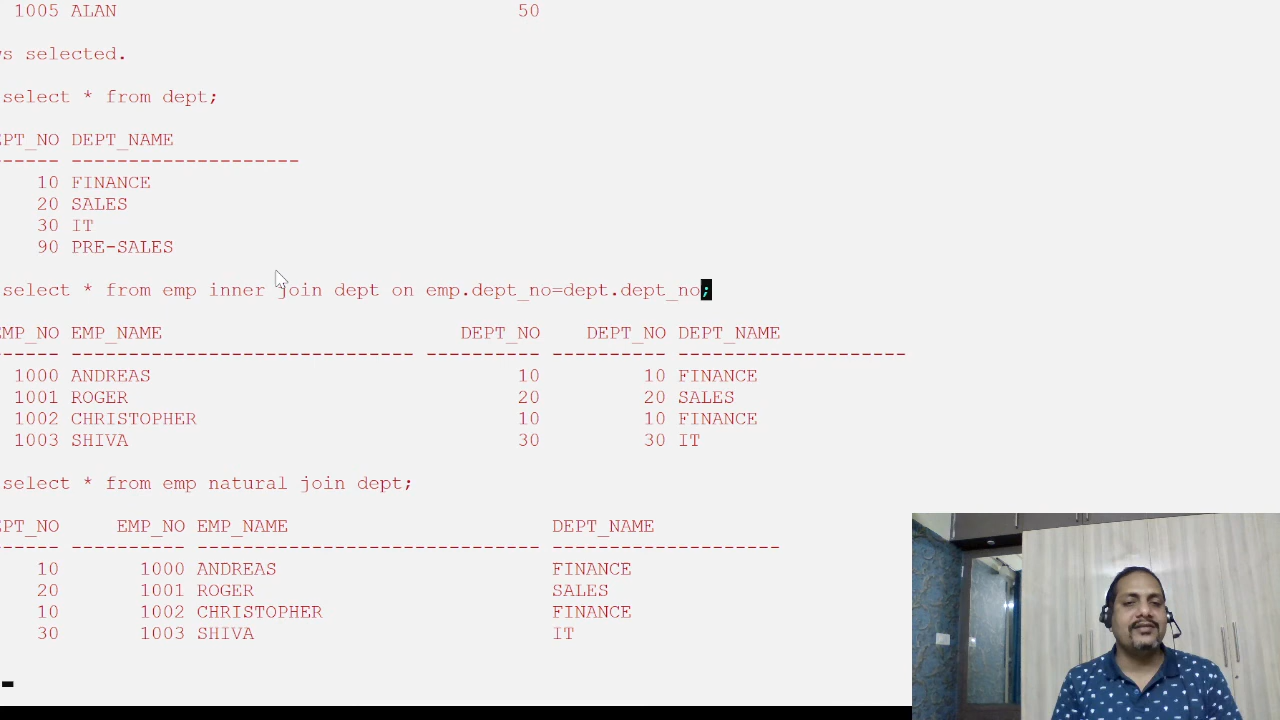 1005 ALAN 50
s selected.
select * from dept;
PT_NO DEPT_NAME
------ --------------------
10 FINANCE
20 SALES
30 IT
90 PRE-SALES
select * from emp inner join dept on emp.dept_no=dept.dept_no;
MP_NO EMP_NAME DEPT_NO DEPT_NO DEPT_NAME
------ ------------------------------ ---------- ---------- --------------------
1000 ANDREAS 10 10 FINANCE
1001 ROGER 20 20 SALES
1002 CHRISTOPHER 10 10 FINANCE
1003 SHIVA 30 30 IT
select * from emp natural join dept;
PT_NO EMP_NO EMP_NAME DEPT_NAME
------ ---------- ------------------------------ --------------------
10 1000 ANDREAS FINANCE
20 1001 ROGER SALES
10 1002 CHRISTOPHER FINANCE
30 1003 SHIVA IT